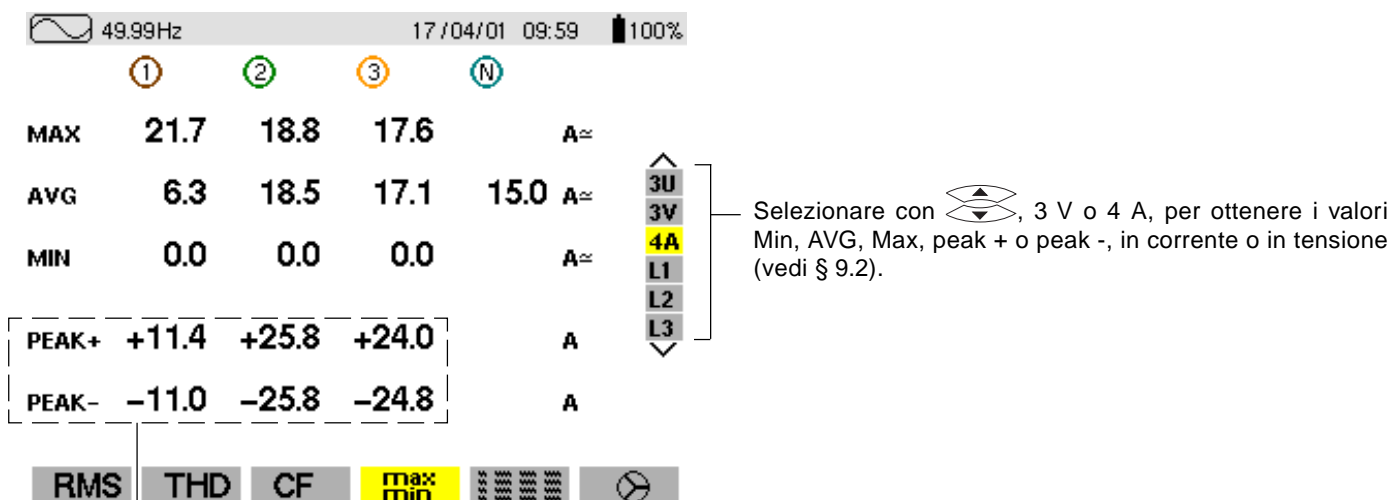 49.99Hz 17/04/01 09:59 100%
1 2 3 N
MAX 21.7 18.8 17.6 A≃
AVG 6.3 18.5 17.1 15.0 A≃
MIN 0.0 0.0 0.0 A≃
PEAK+ +11.4 +25.8 +24.0 A
PEAK- -11.0 -25.8 -24.8 A
3U
3V
4A
L1
L2
L3
Selezionare con , 3 V o 4 A, per ottenere i valori
Min, AVG, Max, peak + o peak -, in corrente o in tensione
(vedi § 9.2).
RMS THD CF max min